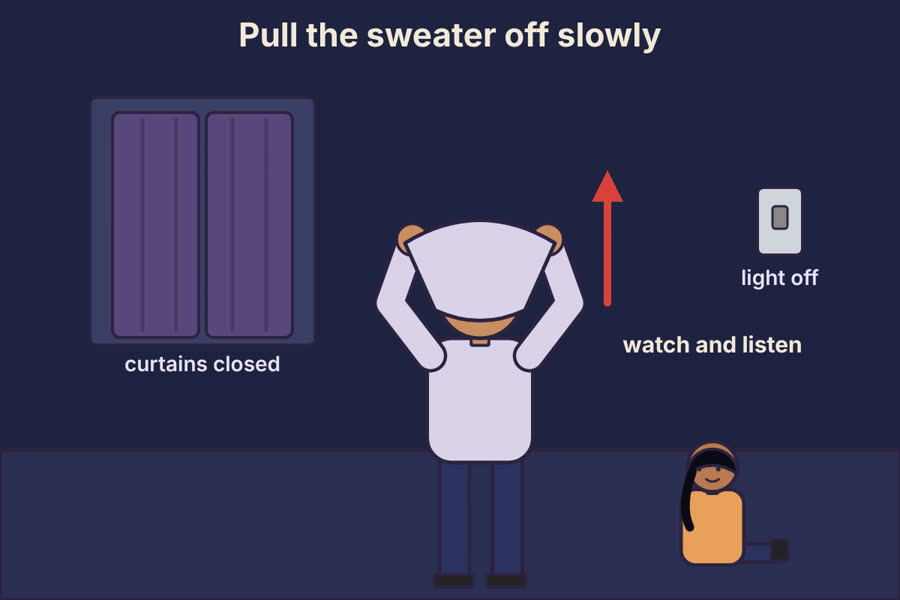 Pull the sweater off slowly
light off
watch and listen
curtains closed